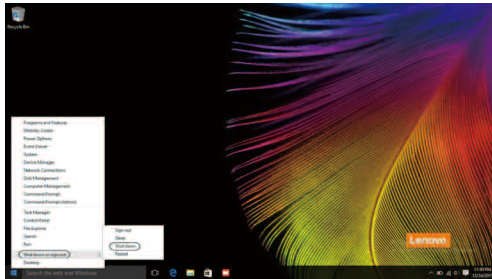 Recycle Bin
Programs and Features
Mobility Center
Power Options
Event Viewer
System
Device Manager
Network Connections
Disk Management
Computer Management
Command Prompt
Command Prompt (Admin)
Task Manager
Control Panel
File Explorer
Search
Run
Shut down or sign out
Desktop
Sign out
Sleep
Shut down
Restart
Lenovo
Search the web and Windows